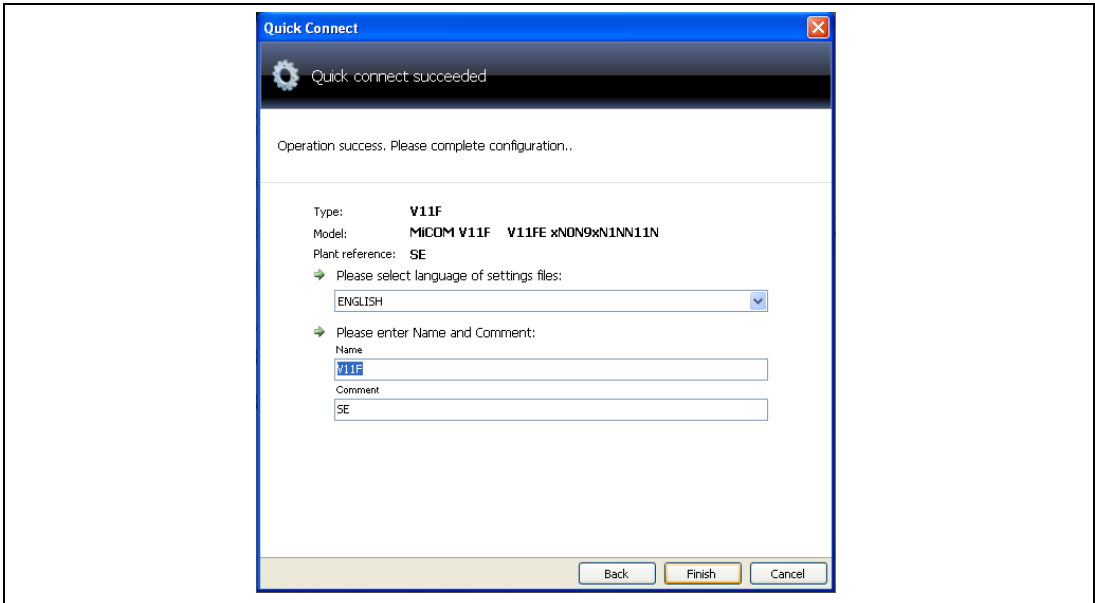 Quick Connect
Quick connect succeeded
Operation success. Please complete configuration..
Type: V11F
Model: MiCOM V11F V11FE xN0N9xN1NN11N
Plant reference: SE
Please select language of settings files:
ENGLISH
Please enter Name and Comment:
Name
V11F
Comment
SE
Back Finish Cancel